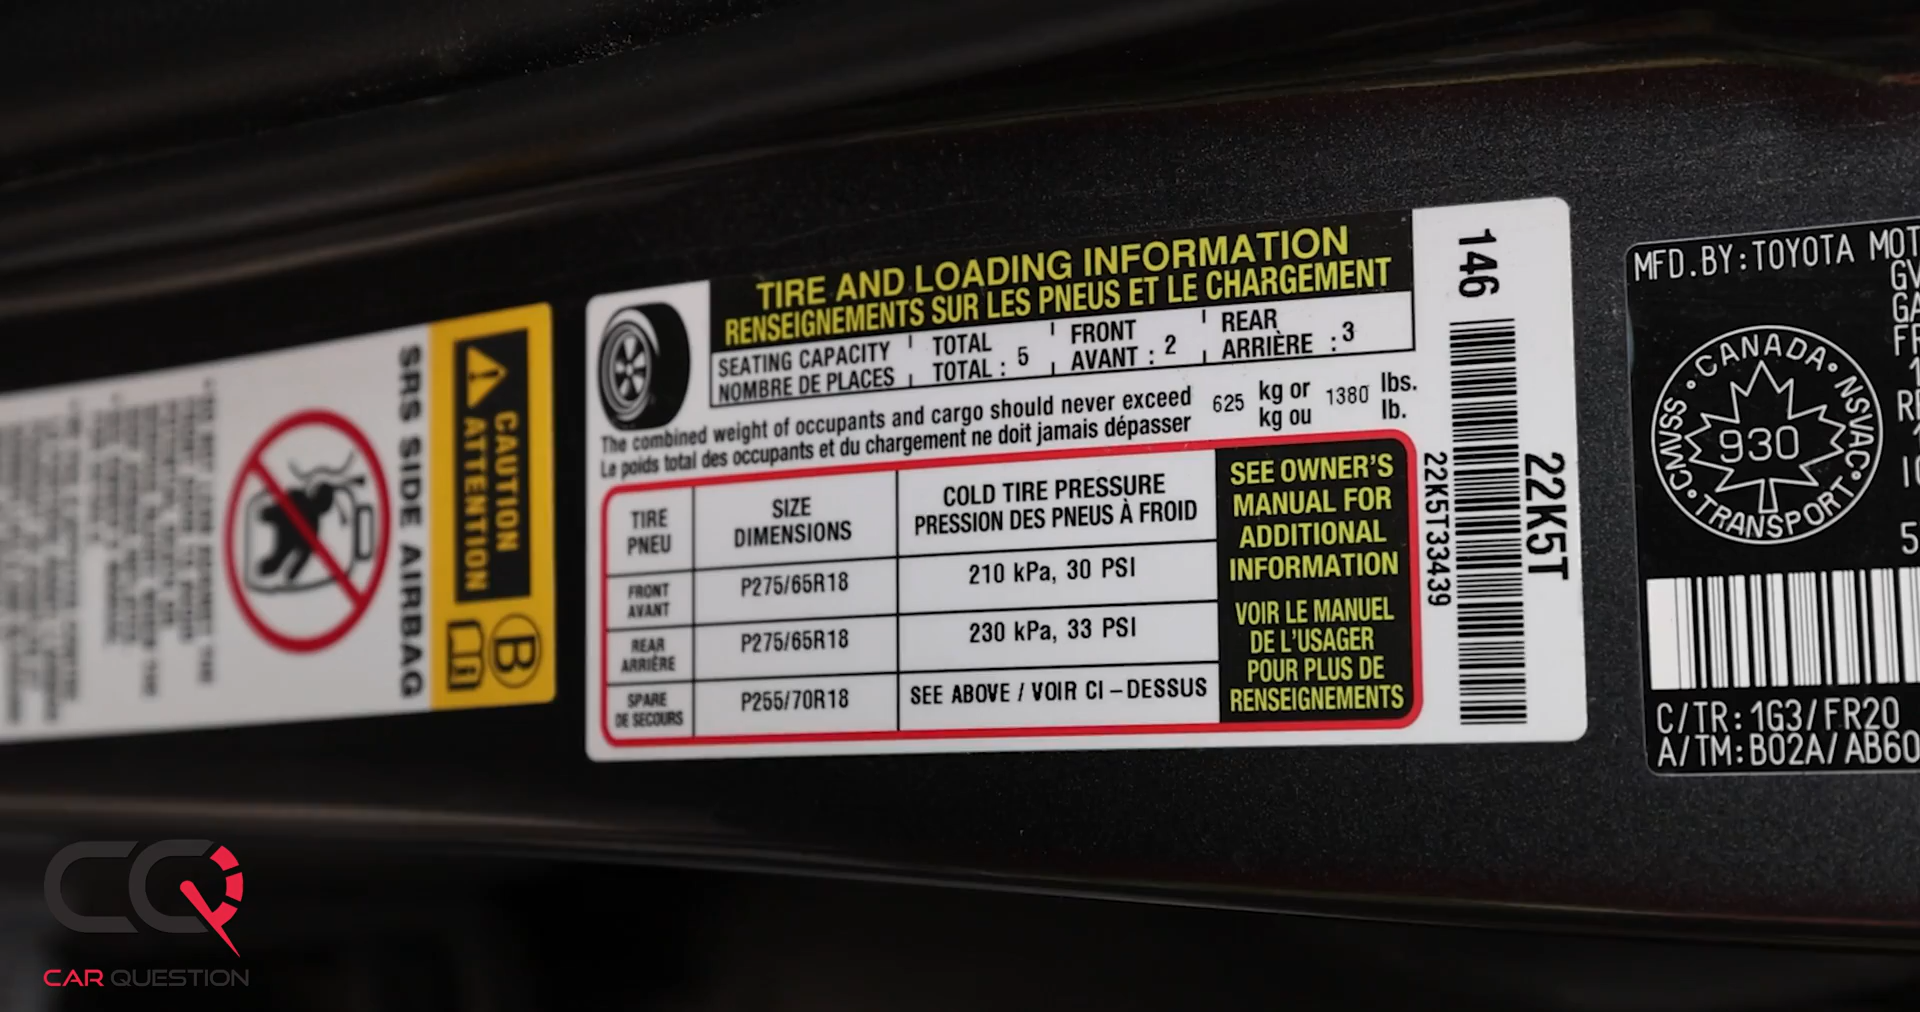 TIRE AND LOADING INFORMATION
RENSEIGNEMENTS SUR LES PNEUS ET LE CHARGEMENT
SEATING CAPACITY
NOMBRE DE PLACES
TOTAL
TOTAL : 5
FRONT
AVANT : 2
REAR
ARRIÈRE : 3
The combined weight of occupants and cargo should never exceed 625 kg or 1380 lbs.
Le poids total des occupants et du chargement ne doit jamais dépasser kg ou lb.
TIRE
PNEU
SIZE
DIMENSIONS
COLD TIRE PRESSURE
PRESSION DES PNEUS À FROID
FRONT
AVANT
P275/65R18
210 kPa, 30 PSI
REAR
ARRIÈRE
P275/65R18
230 kPa, 33 PSI
SPARE
DE SECOURS
P255/70R18
SEE ABOVE / VOIR CI – DESSUS
SEE OWNER'S
MANUAL FOR
ADDITIONAL
INFORMATION
VOIR LE MANUEL
DE L'USAGER
POUR PLUS DE
RENSEIGNEMENTS
146
22K5T33439
22K5T
CAUTION
ATTENTION
B
SRS SIDE AIRBAG
MFD.BY:TOYOTA MOT
CANADA
CMVSS NSVAC
930
TRANSPORT
C/TR:1G3/FR20
A/TM:B02A/AB60
CQ
CAR QUESTION